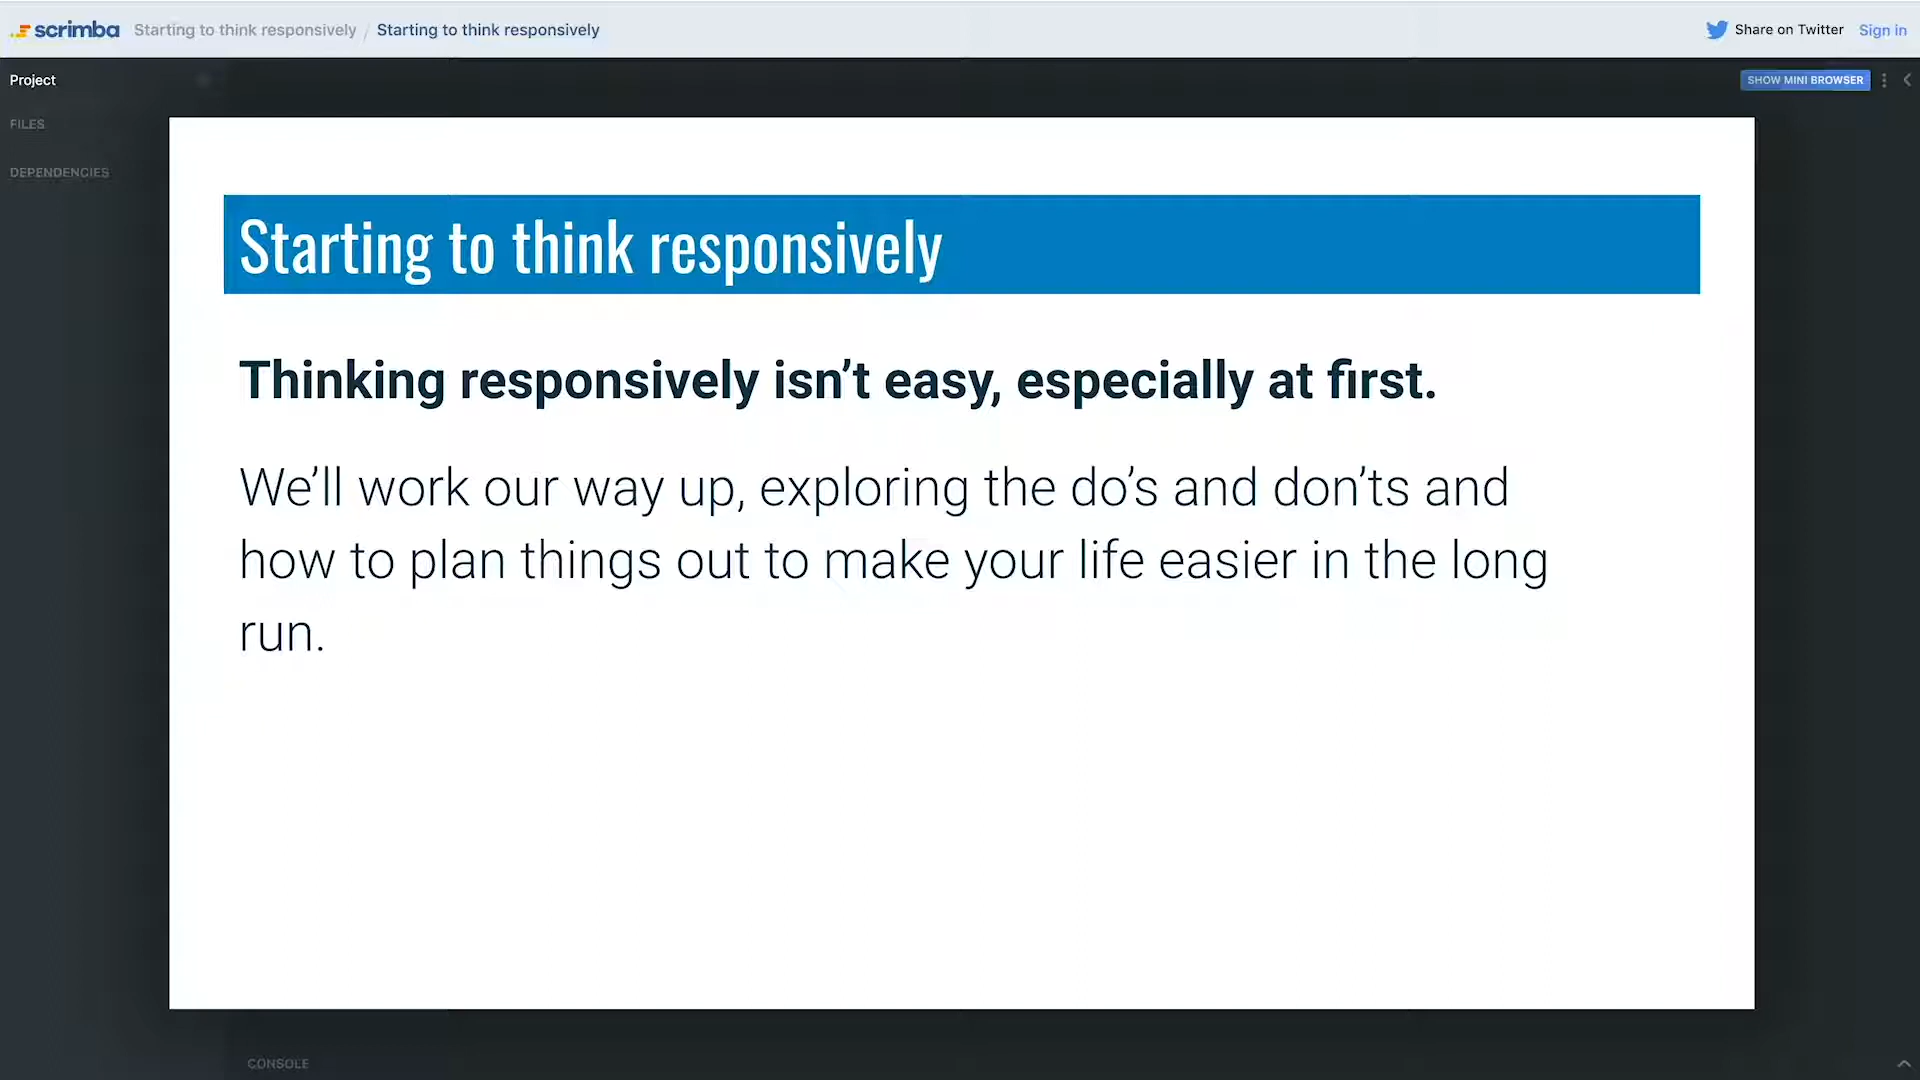 scrimba Starting to think responsively / Starting to think responsively Share on Twitter Sign in
Project SHOW MINI BROWSER
FILES
DEPENDENCIES
Starting to think responsively
Thinking responsively isn’t easy, especially at first.
We’ll work our way up, exploring the do’s and don’ts and
how to plan things out to make your life easier in the long
run.
CONSOLE